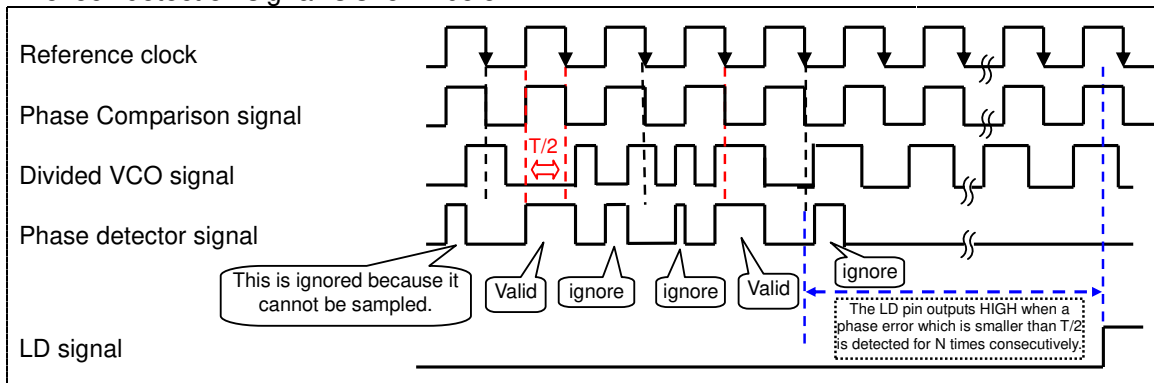 Reference clock
Phase Comparison signal
T/2
Divided VCO signal
Phase detector signal
This is ignored because it
cannot be sampled.
Valid
ignore
ignore
Valid
ignore
The LD pin outputs HIGH when a
phase error which is smaller than T/2
is detected for N times consecutively.
LD signal